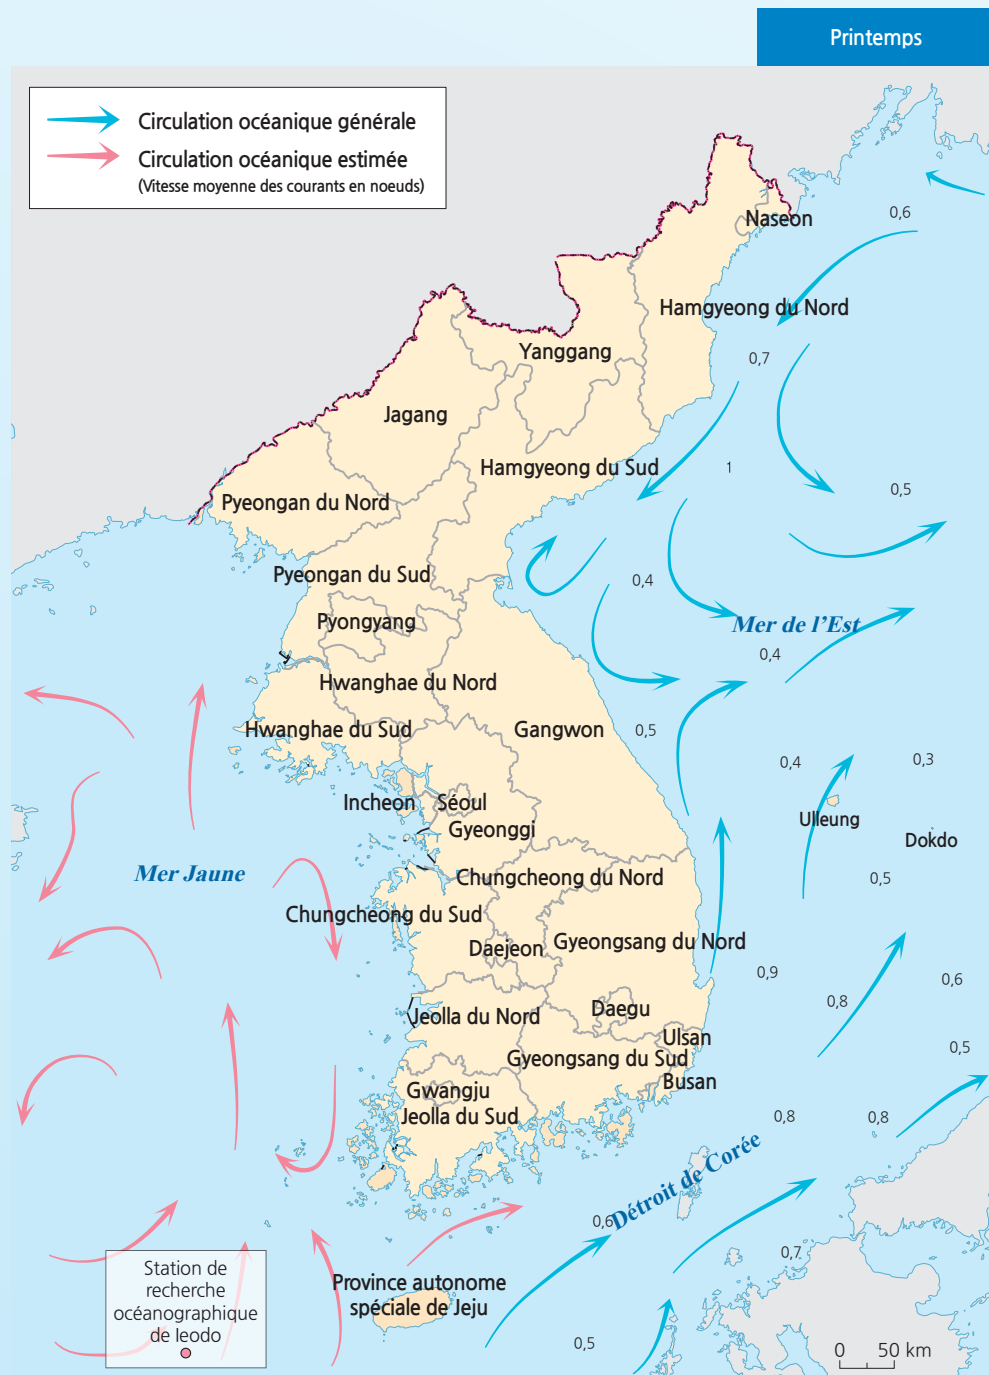 Printemps
Circulation océanique générale
Circulation océanique estimée
(Vitesse moyenne des courants en noeuds)
0,6
Naseon
Hamgyeong du Nord
Yanggang
0,7
Jagang
Hamgyeong du Sud
1
0,5
Pyeongan du Nord
Pyeongan du Sud
0,4
Pyongyang
Mer de l'Est
0,4
Hwanghae du Nord
Hwanghae du Sud
Gangwon
0,5
0,4
0,3
Incheon
Séoul
Gyeonggi
Ulleung
Dokdo
Mer Jaune
Chungcheong du Nord
0,5
Chungcheong du Sud
Daejeon
Gyeongsang du Nord
0,9
0,6
0,8
Jeolla du Nord
Daegu
Ulsan
0,5
Gyeongsang du Sud
Busan
Gwangju
Jeolla du Sud
0,8
0,8
Détroit de Corée
0,6
0,7
Station de
recherche
océanographique
de Ieodo
Province autonome
spéciale de Jeju
0,5
0 50 km